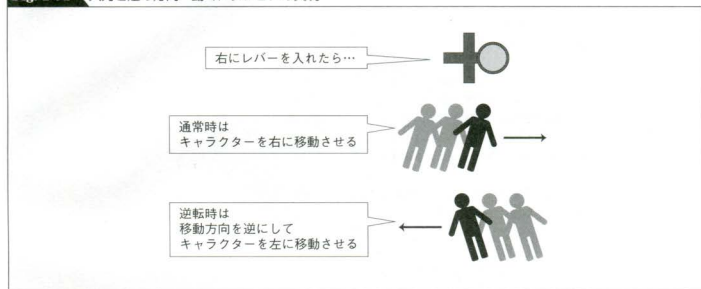 右にレバーを入れたら…
通常時は
キャラクターを右に移動させる
逆転時は
移動方向を逆にして
キャラクターを左に移動させる